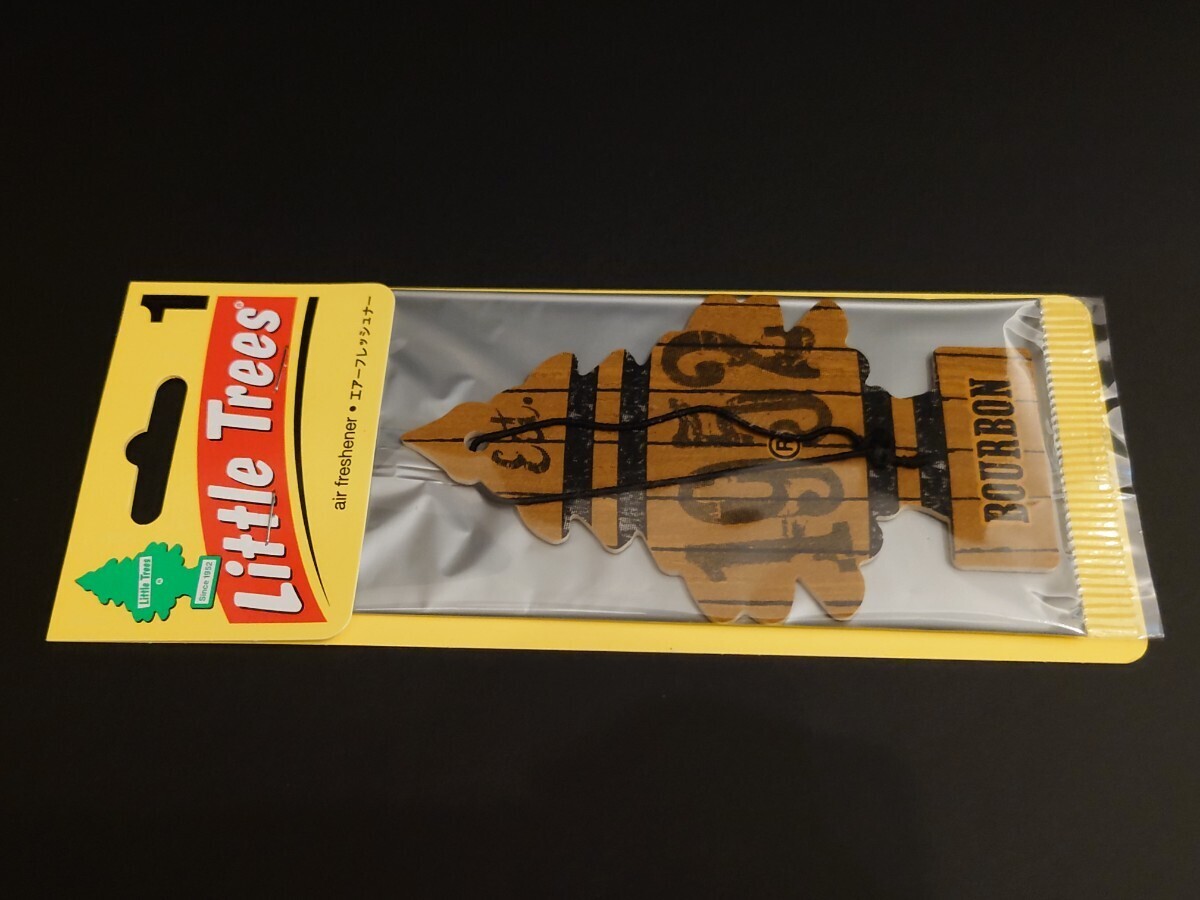 1
Little Trees®
air freshener • エアーフレッシュナー
Little Trees
Since 1952
Est.
1952
®
BOURBON